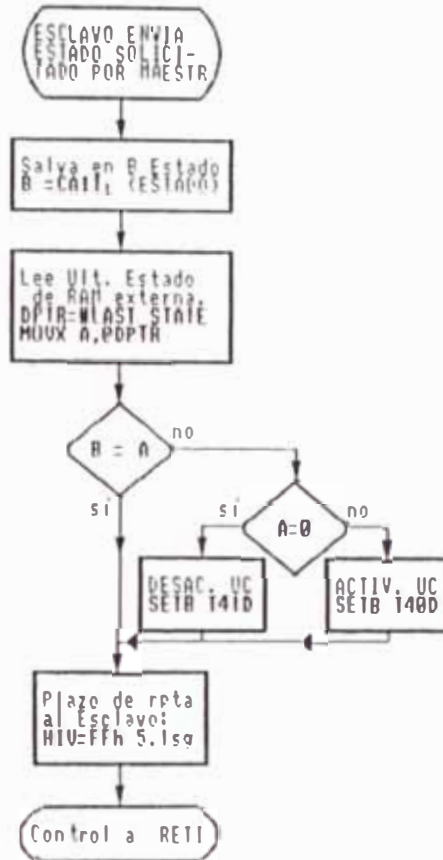 ESCLAVO ENVIA
ESTADO SOLICI-
TADO POR MAESTR
Salva en B Estado
B = (ESTADO)
Lee Ult. Estado
de RAM externa.
DPTR=WLAST STATE
MOVX A,@DPTR
B = A
no
si
A=0
si
no
DESAC. UC
SETB T41D
ACTIV. UC
SETB T40D
Plazo de rpta
al Esclavo:
HIV=FFh 5.1sg
Control a RETI